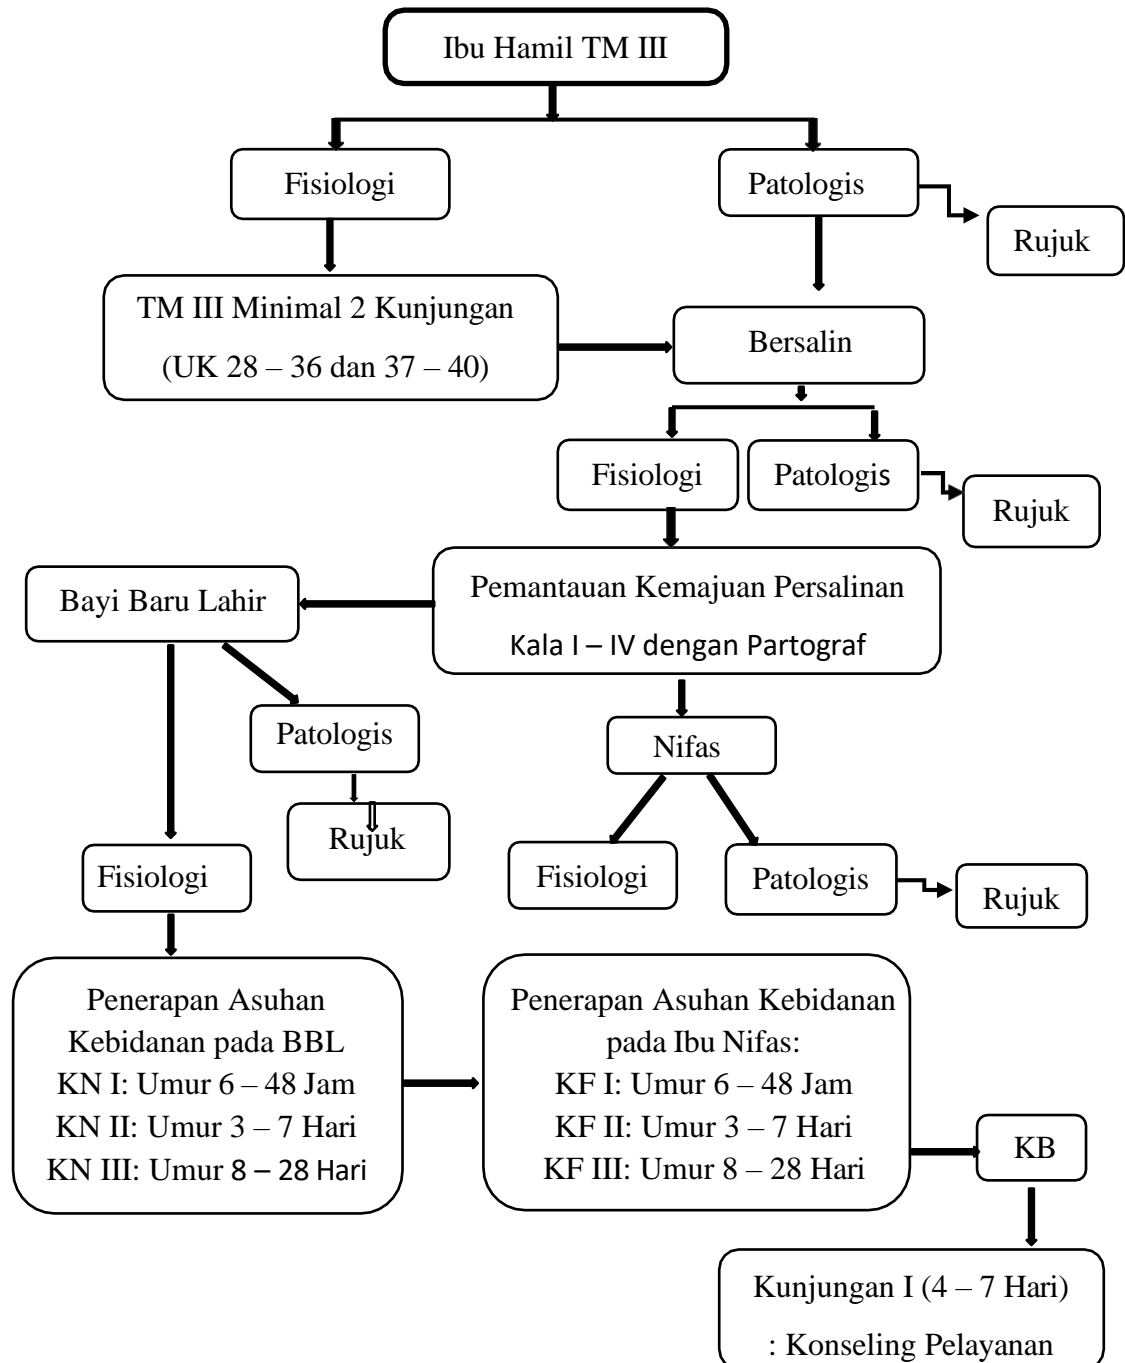 Ibu Hamil TM III
Fisiologi
Patologis
Rujuk
TM III Minimal 2 Kunjungan
(UK 28 – 36 dan 37 – 40)
Bersalin
Fisiologi
Patologis
Rujuk
Pemantauan Kemajuan Persalinan
Kala I – IV dengan Partograf
Bayi Baru Lahir
Patologis
Rujuk
Nifas
Fisiologi
Fisiologi
Patologis
Rujuk
Penerapan Asuhan
Kebidanan pada BBL
KN I: Umur 6 – 48 Jam
KN II: Umur 3 – 7 Hari
KN III: Umur 8 – 28 Hari
Penerapan Asuhan Kebidanan
pada Ibu Nifas:
KF I: Umur 6 – 48 Jam
KF II: Umur 3 – 7 Hari
KF III: Umur 8 – 28 Hari
KB
Kunjungan I (4 – 7 Hari)
: Konseling Pelayanan